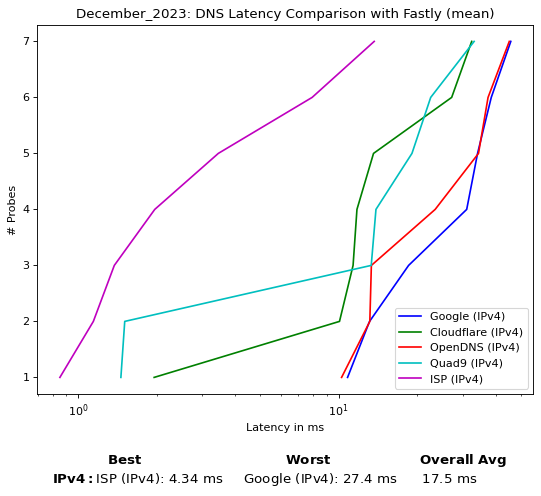 December_2023: DNS Latency Comparison with Fastly (mean)
7
6
5
4
3
2
1
# Probes
10⁰
10¹
Latency in ms
Google (IPv4)
Cloudflare (IPv4)
OpenDNS (IPv4)
Quad9 (IPv4)
ISP (IPv4)
Best Worst Overall Avg
IPv4: ISP (IPv4): 4.34 ms Google (IPv4): 27.4 ms 17.5 ms